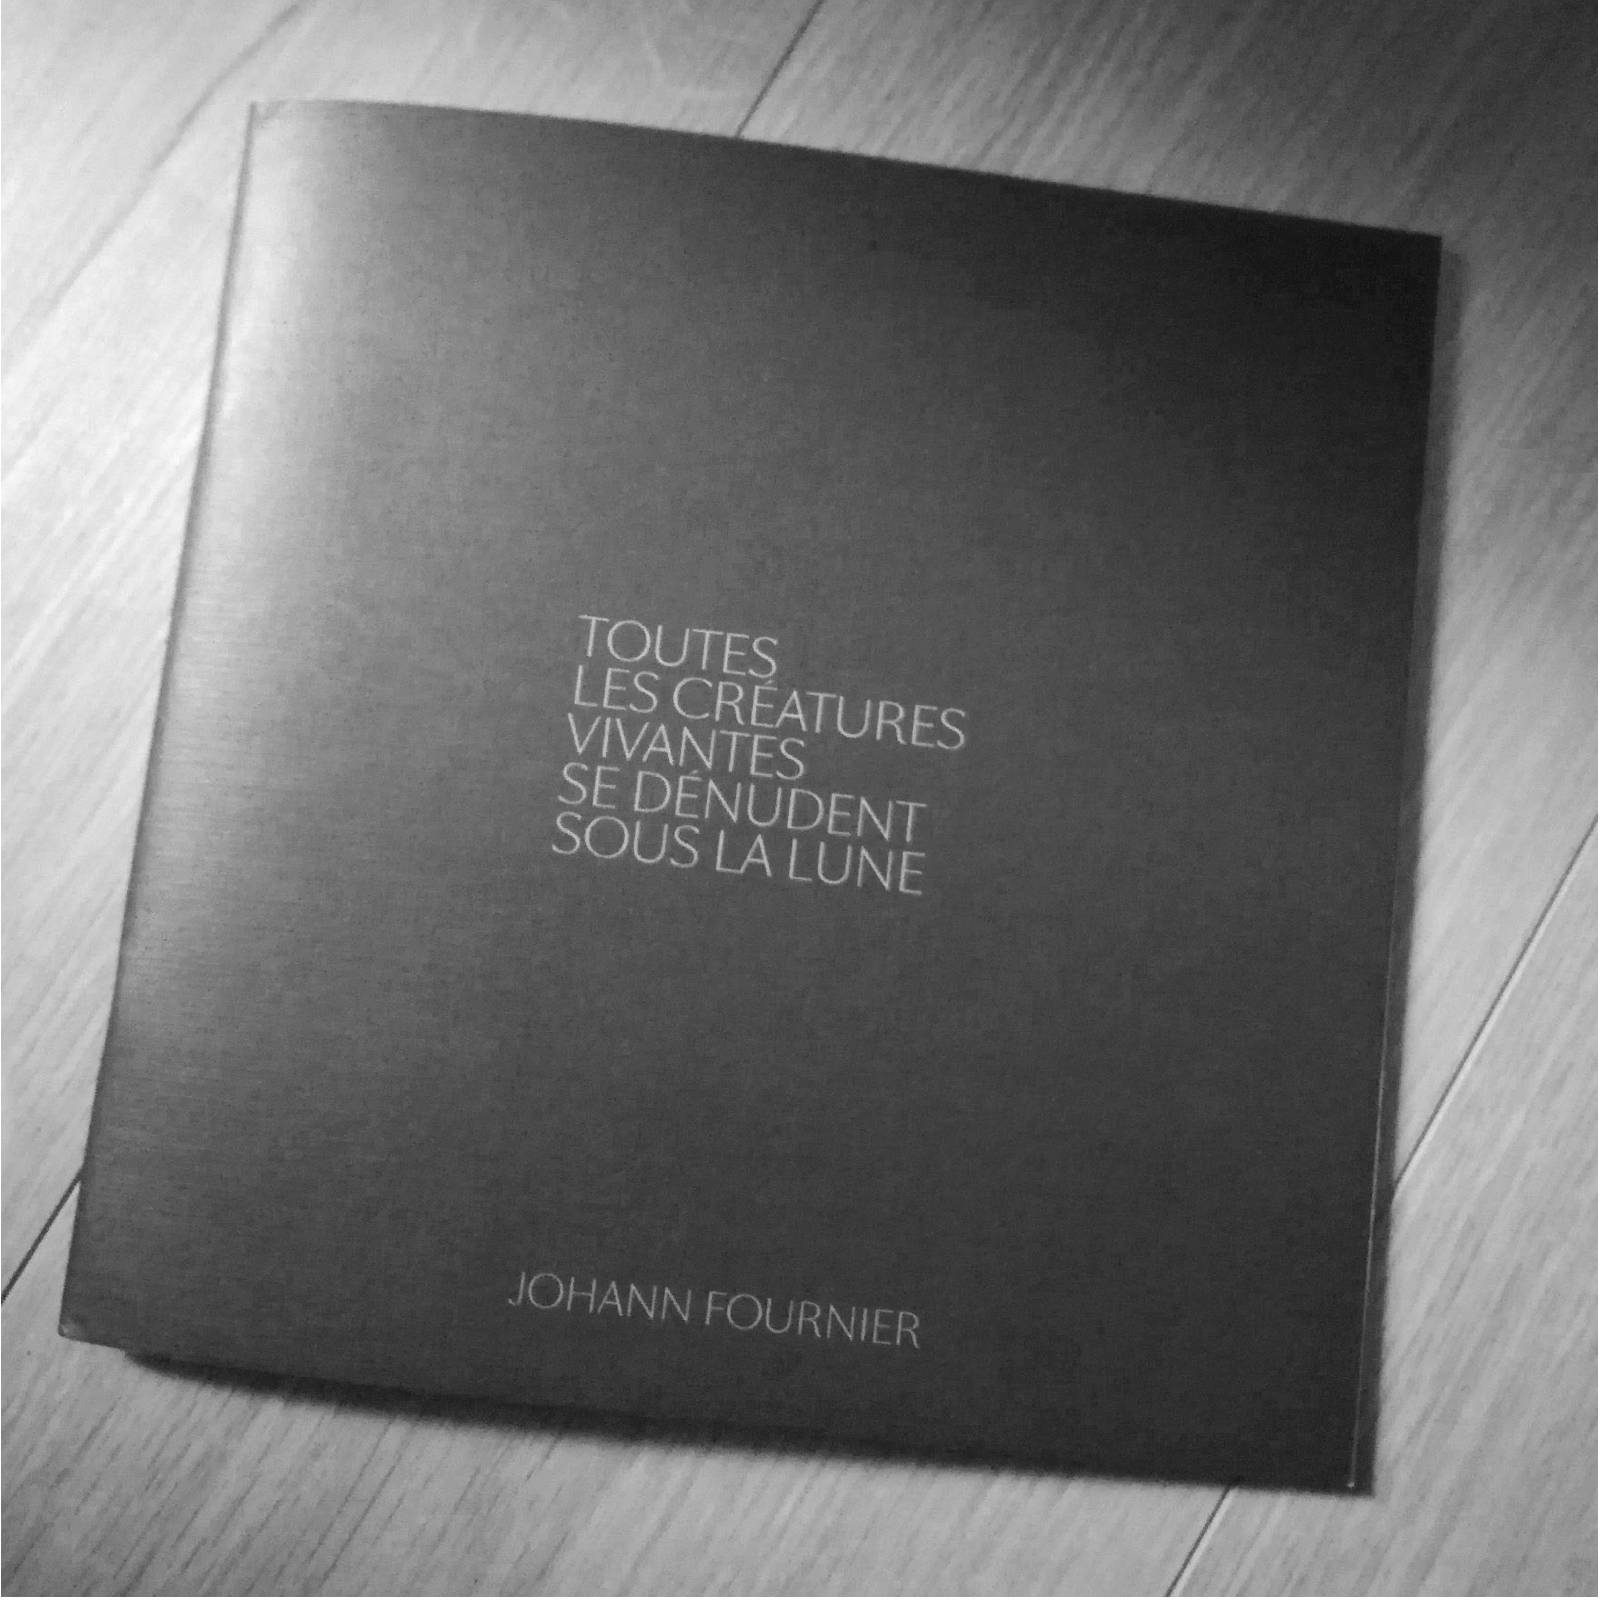 TOUTES
LES CRÉATURES
VIVANTES
SE DÉNUDENT
SOUS LA LUNE
JOHANN FOURNIER